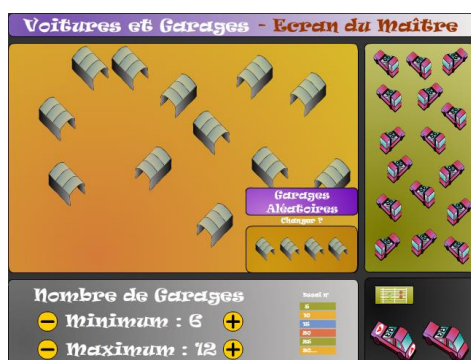 Voitures et Garages - Ecran du Maître
Garages
Aléatoires
Changer ?
Nombre de Garages
Minimum : 6
Maximum : 12